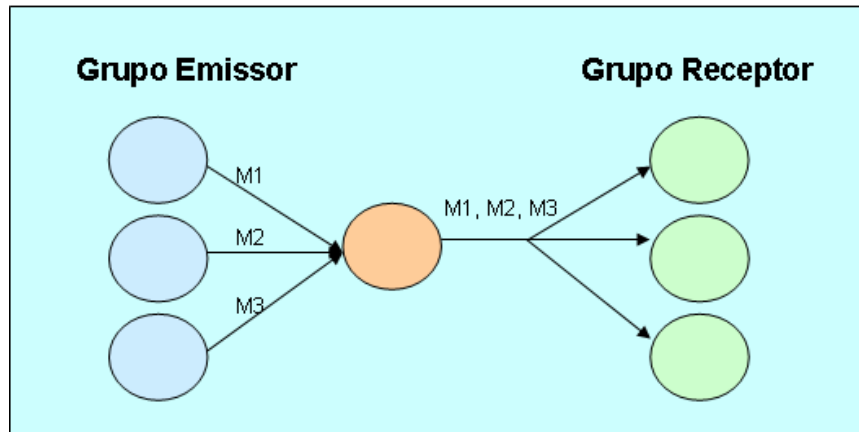 Grupo Emissor
Grupo Receptor
M1
M2
M3
M1, M2, M3